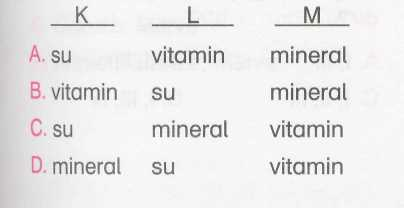 K L M
A. su vitamin mineral
B. vitamin su mineral
C. su mineral vitamin
D. mineral su vitamin